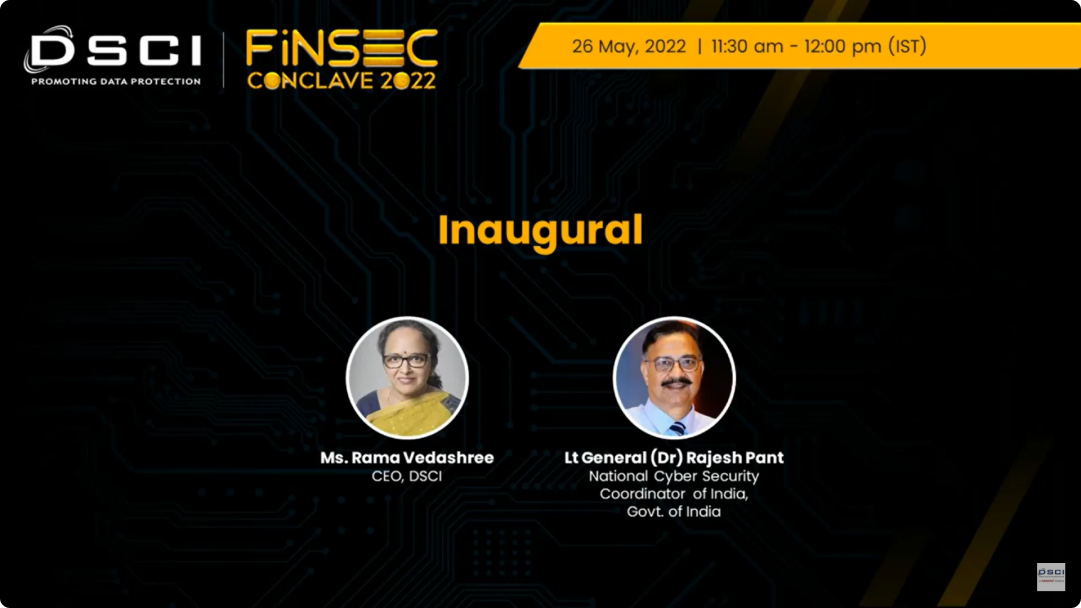 DSCI
PROMOTING DATA PROTECTION
FiNSEC
CONCLAVE 2022
26 May, 2022 | 11:30 am - 12:00 pm (IST)
Inaugural
Ms. Rama Vedashree
CEO, DSCI
Lt General (Dr) Rajesh Pant
National Cyber Security
Coordinator of India,
Govt. of India
DSCI